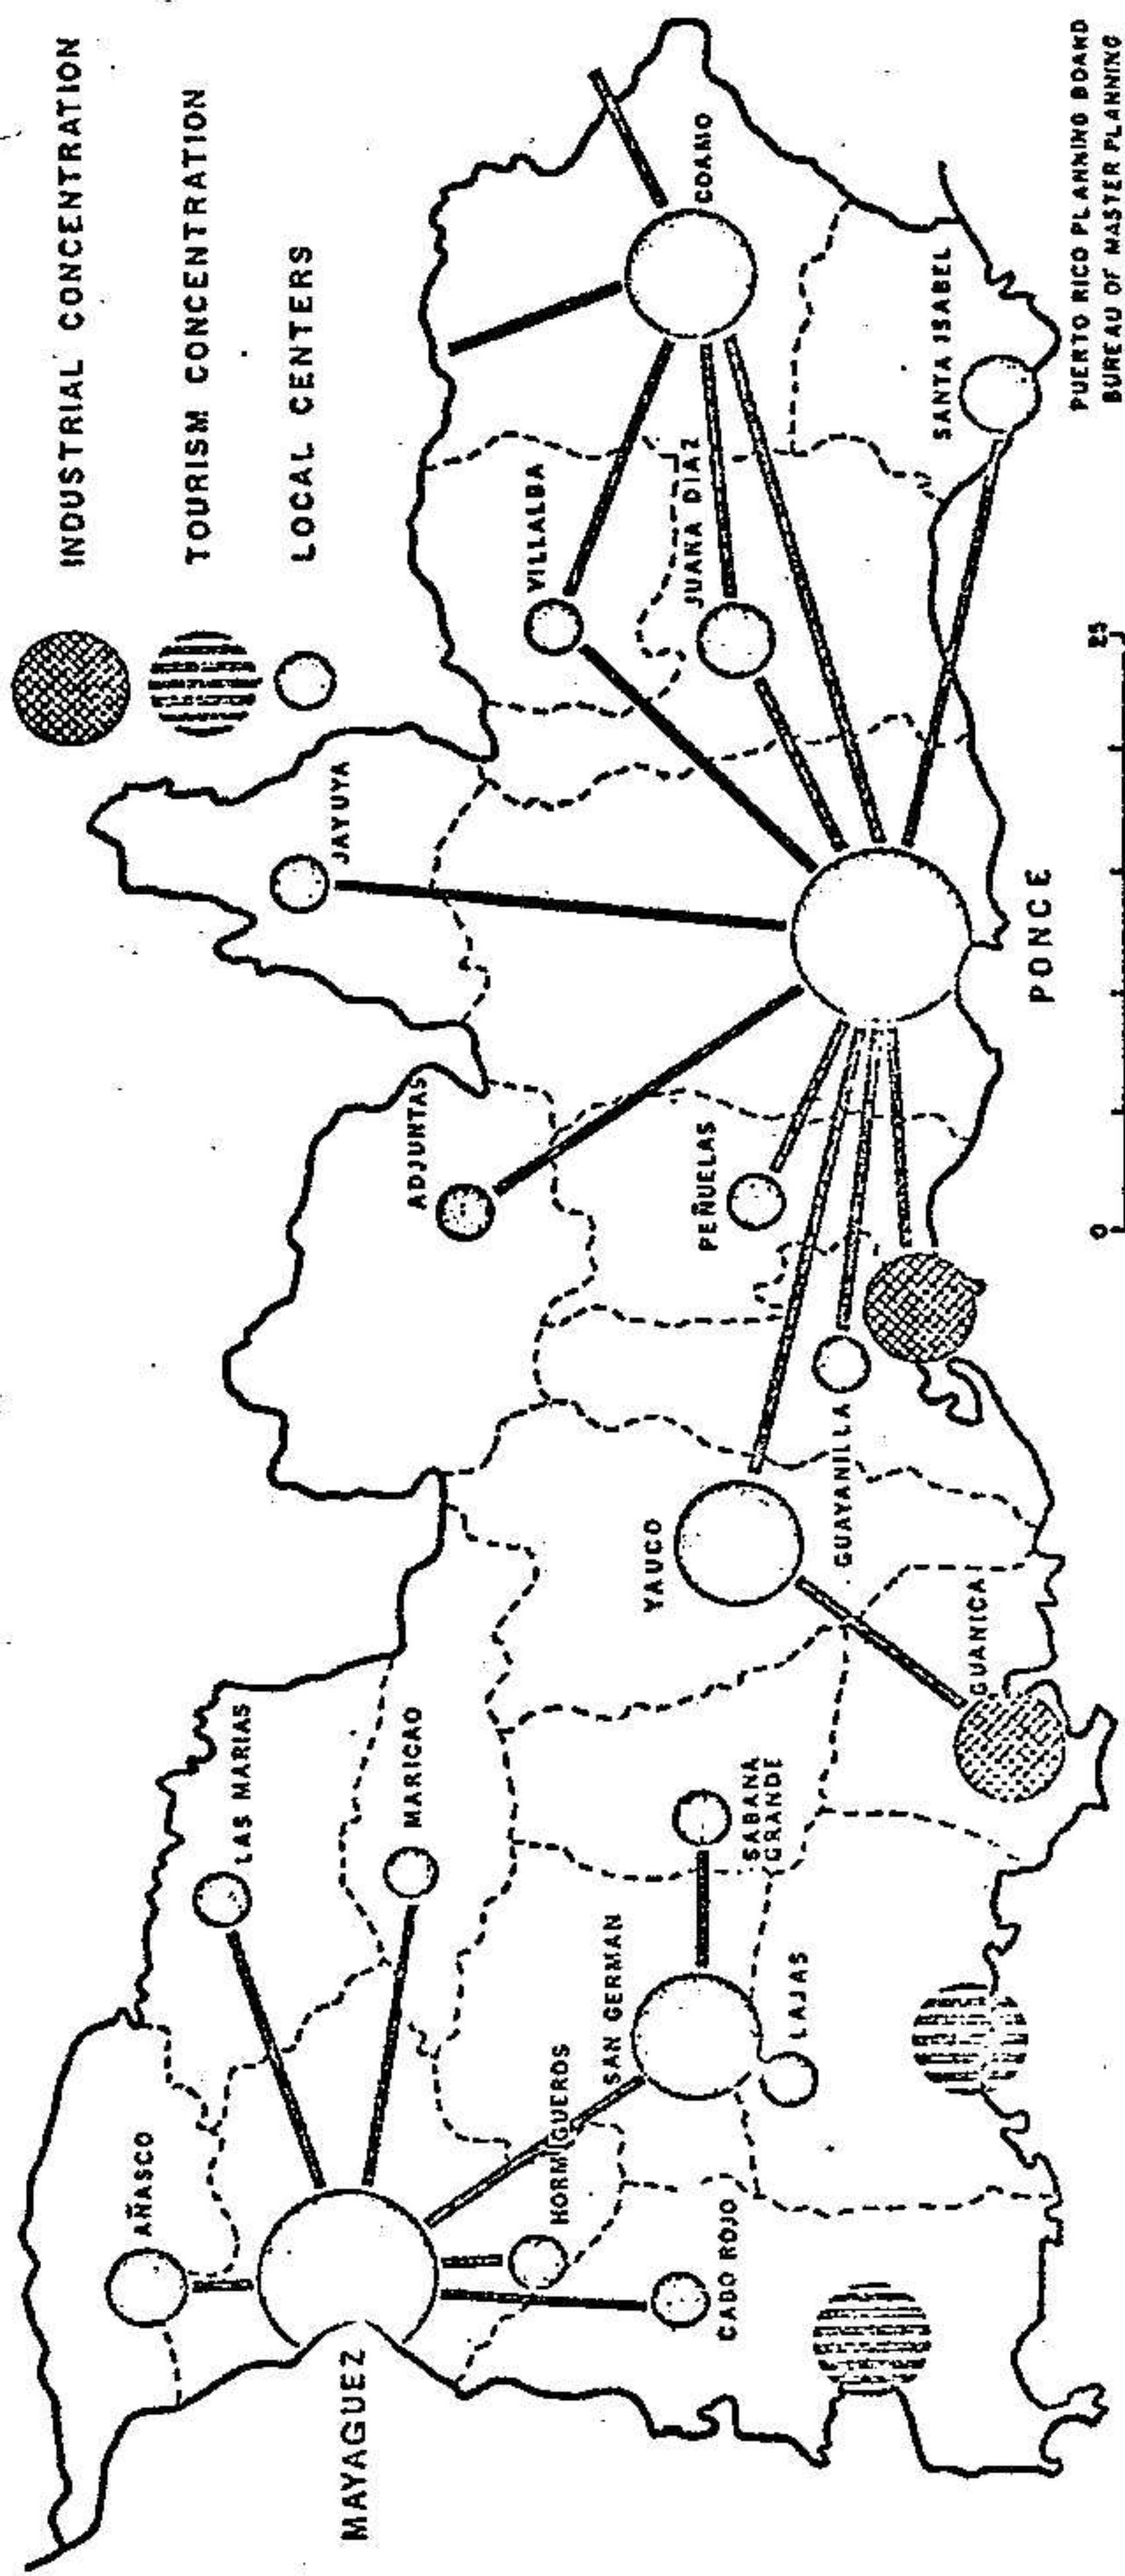 INDUSTRIAL CONCENTRATION
TOURISM CONCENTRATION
LOCAL CENTERS
JAYUYA
ADJUNTAS
VILLALBA
JUANA DIAZ
COAMO
SANTA ISABEL
PONCE
PEÑUELAS
GUAYANILLA
YAUCO
GUANICA
LAS MARIAS
MARICAO
SABANA
GRANDE
SAN GERMAN
LAJAS
HORMIGUEROS
CABO ROJO
AÑASCO
MAYAGUEZ
0
25
PUERTO RICO PLANNING BOARD
BUREAU OF MASTER PLANNING